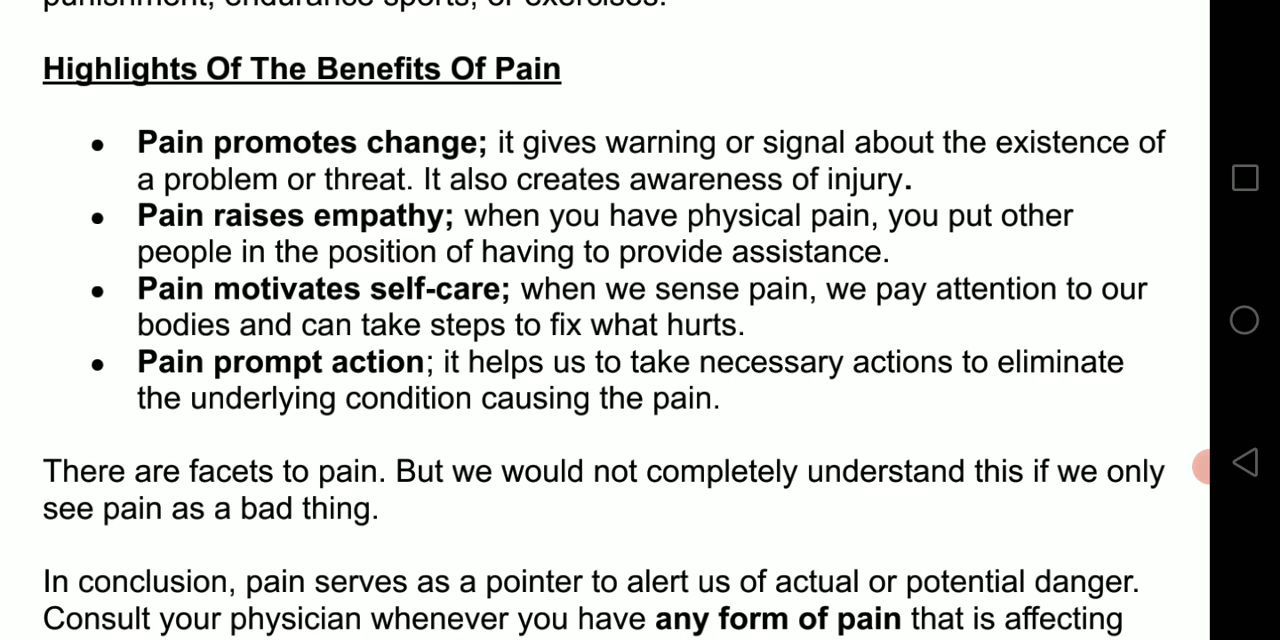 punishment, endurance sports, or exercises.
Highlights Of The Benefits Of Pain
• Pain promotes change; it gives warning or signal about the existence of
a problem or threat. It also creates awareness of injury.
• Pain raises empathy; when you have physical pain, you put other
people in the position of having to provide assistance.
• Pain motivates self-care; when we sense pain, we pay attention to our
bodies and can take steps to fix what hurts.
• Pain prompt action; it helps us to take necessary actions to eliminate
the underlying condition causing the pain.
There are facets to pain. But we would not completely understand this if we only
see pain as a bad thing.
In conclusion, pain serves as a pointer to alert us of actual or potential danger.
Consult your physician whenever you have any form of pain that is affecting